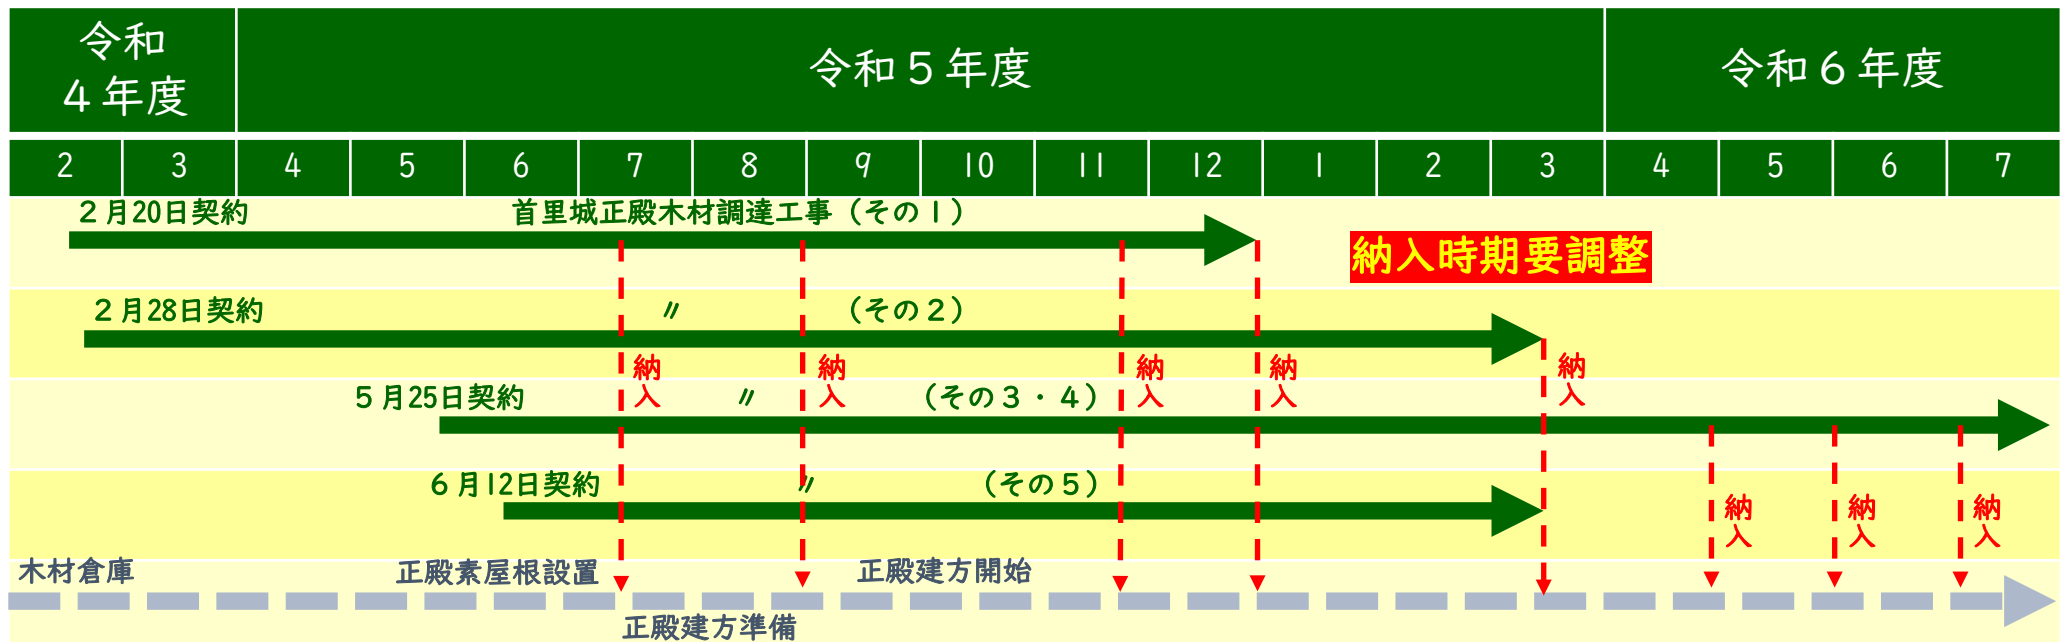 令和
４年度
令和５年度
令和６年度
2 3 4 5 6 7 8 9 10 11 12 1 2 3 4 5 6 7
２月20日契約 首里城正殿木材調達工事（その１）
納入時期要調整
２月28日契約 〃 （その２）
納入 納入 納入 納入 納入
５月25日契約 〃 （その３・４）
６月12日契約 〃 （その５）
納入 納入 納入
木材倉庫 正殿素屋根設置 正殿建方開始
正殿建方準備